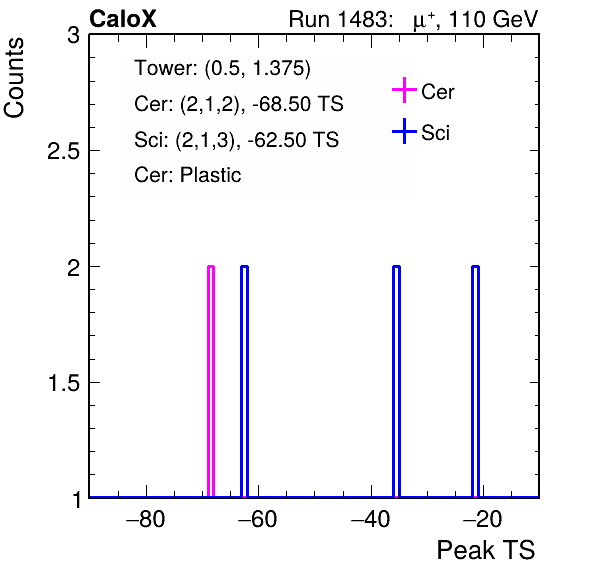 CaloX Run 1483: μ⁺, 110 GeV
Counts
3
2.5
2
1.5
1
Tower: (0.5, 1.375)
Cer: (2,1,2), -68.50 TS
Sci: (2,1,3), -62.50 TS
Cer: Plastic
Cer
Sci
−80 −60 −40 −20
Peak TS